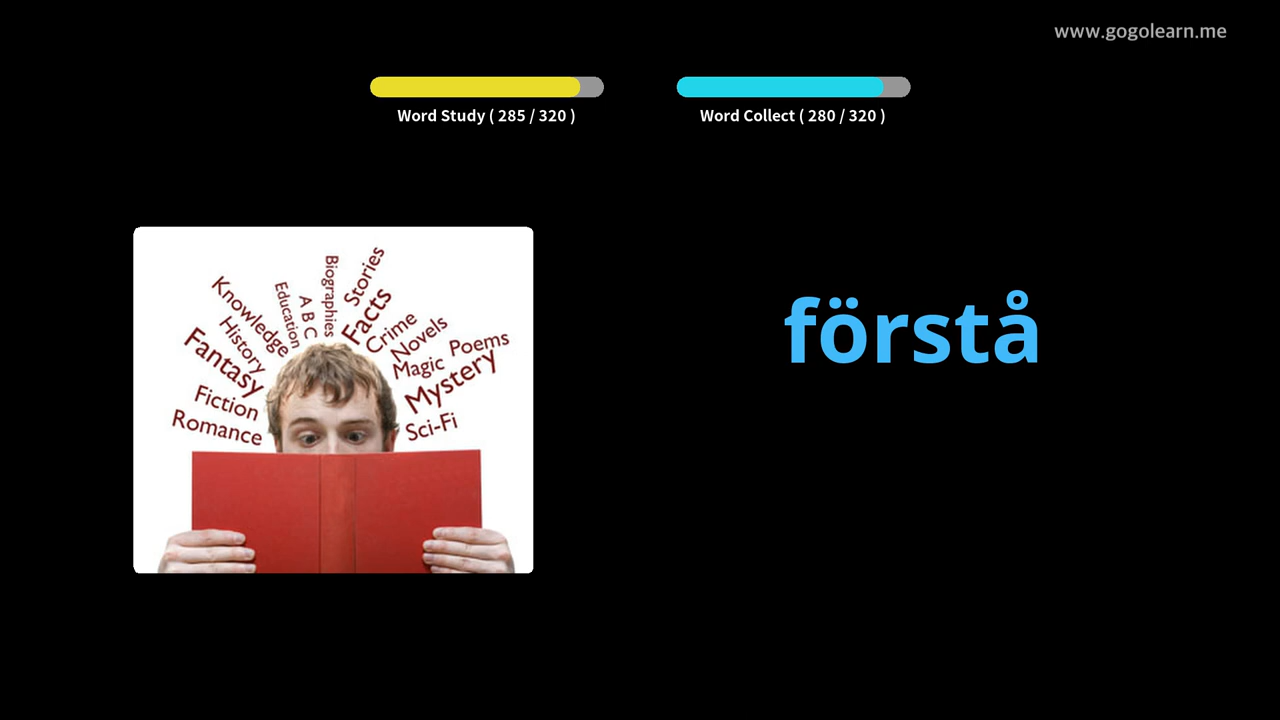 www.gogolearn.me
Word Study ( 285 / 320 )
Word Collect ( 280 / 320 )
Stories
Biographies
Facts
A B C
Education
Knowledge
Crime
Novels
Poems
History
Magic
Fantasy
Mystery
Fiction
Romance
Sci-Fi
förstå